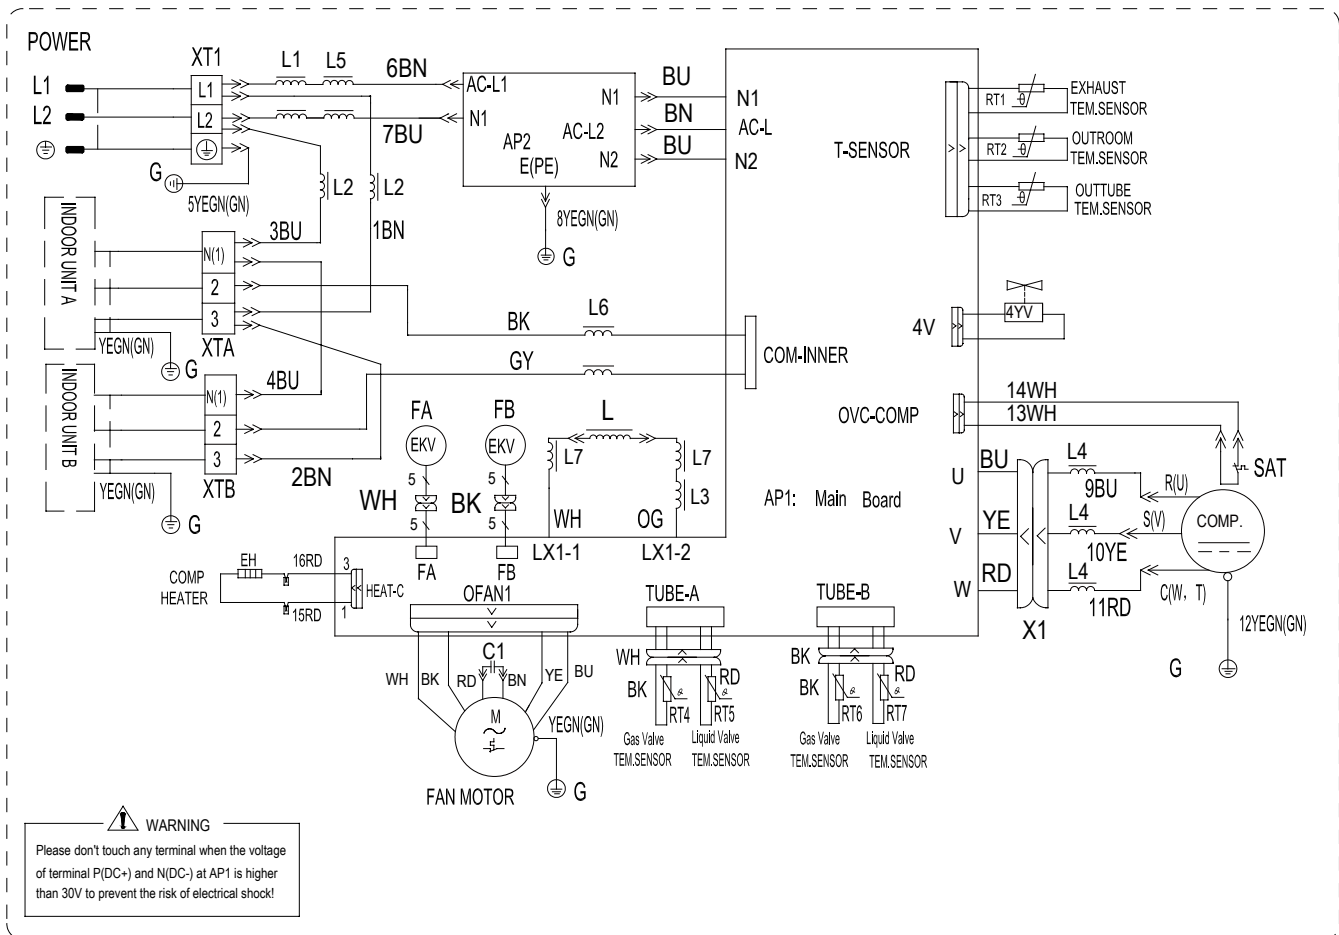 POWER
XT1
L1
L5
6BN
AC-L1
BU
L1
L1
N1
N1
BN
L2
L2
N1
AC-L2
AC-L
7BU
AP2
BU
N2
N2
E(PE)
G
5YEGN(GN)
L2
L2
8YEGN(GN)
G
T-SENSOR
RT1
θ
EXHAUST
TEM.SENSOR
RT2
θ
OUTROOM
TEM.SENSOR
RT3
θ
OUTTUBE
TEM.SENSOR
INDOOR UNIT A
3BU
1BN
N(1)
2
3
XTA
YEGN(GN)
G
BK
L6
GY
COM-INNER
4V
4YV
INDOOR UNIT B
4BU
N(1)
2
3
XTB
2BN
YEGN(GN)
G
FA
EKV
5
WH
5
FA
FB
EKV
5
BK
5
FB
L
L7
L7
L3
WH
OG
LX1-1
LX1-2
AP1: Main Board
OVC-COMP
14WH
13WH
SAT
U
BU
L4
9BU
R(U)
V
YE
L4
10YE
S(V)
COMP.
W
RD
L4
11RD
C(W, T)
X1
12YEGN(GN)
G
COMP
HEATER
EH
16RD
3
HEAT-C
15RD
1
OFAN1
C1
WH
BK
RD
BN
YE
BU
M
YEGN(GN)
G
FAN MOTOR
TUBE-A
WH
BK
RD
RT4
RT5
Gas Valve
TEM.SENSOR
Liquid Valve
TEM.SENSOR
TUBE-B
BK
BK
RD
RT6
RT7
Gas Valve
TEM.SENSOR
Liquid Valve
TEM.SENSOR
WARNING
Please don't touch any terminal when the voltage
of terminal P(DC+) and N(DC-) at AP1 is higher
than 30V to prevent the risk of electrical shock!